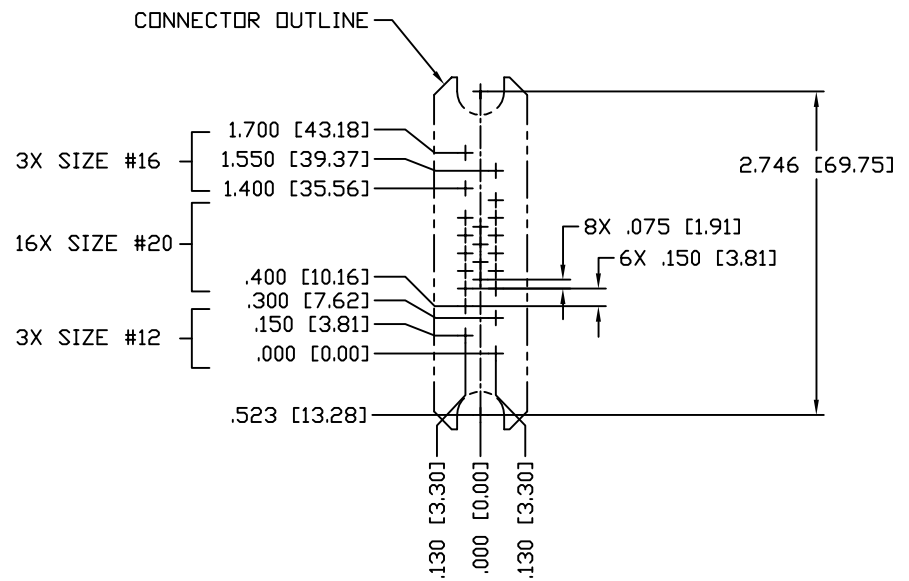 CONNECTOR OUTLINE
1.700 [43.18]
3X SIZE #16
1.550 [39.37]
1.400 [35.56]
2.746 [69.75]
16X SIZE #20
8X .075 [1.91]
6X .150 [3.81]
.400 [10.16]
.300 [7.62]
3X SIZE #12
.150 [3.81]
.000 [0.00]
.523 [13.28]
.130 [3.30]
.000 [0.00]
.130 [3.30]